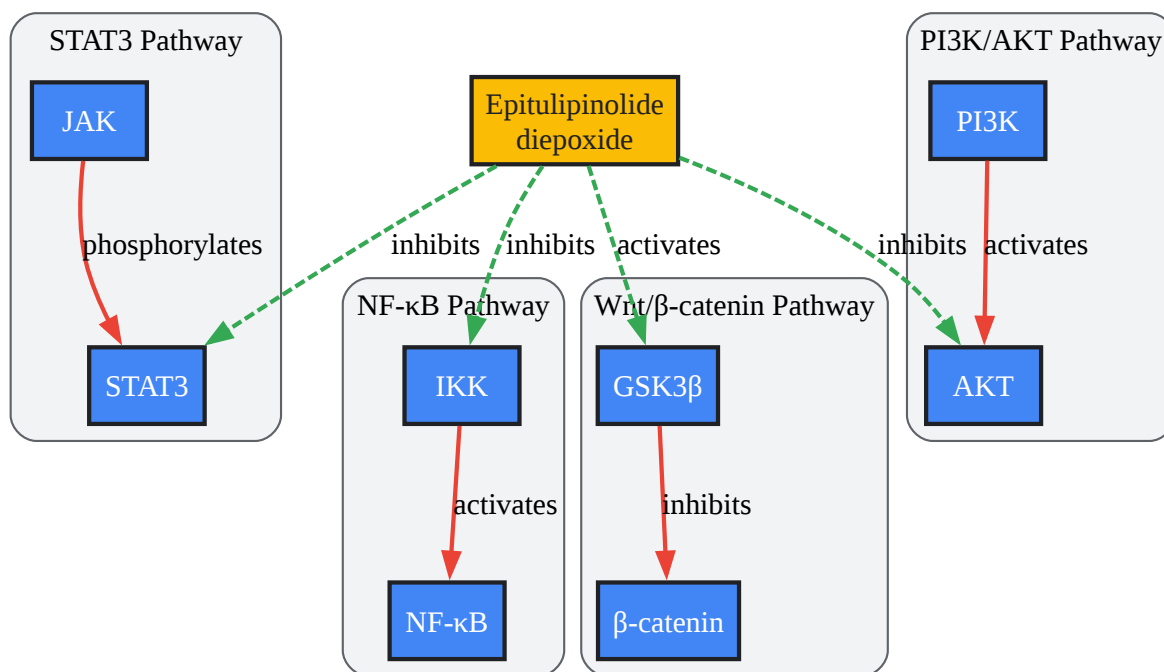 STAT3 Pathway
PI3K/AKT Pathway
JAK
Epitulipinolide
diepoxide
PI3K
phosphorylates
inhibits
inhibits
activates
inhibits
activates
NF-κB Pathway
Wnt/β-catenin Pathway
STAT3
IKK
GSK3β
AKT
activates
inhibits
NF-κB
β-catenin